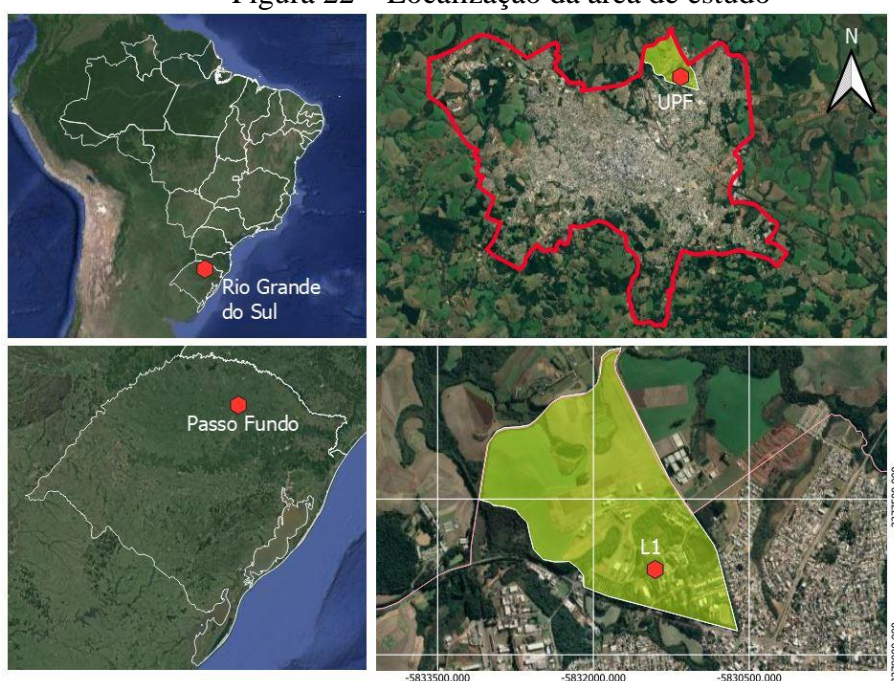 Figura 22 – Localização da área de estudo
N
UPF
Rio Grande
do Sul
Passo Fundo
L1
-5833500.000
-5832000.000
-5830500.000